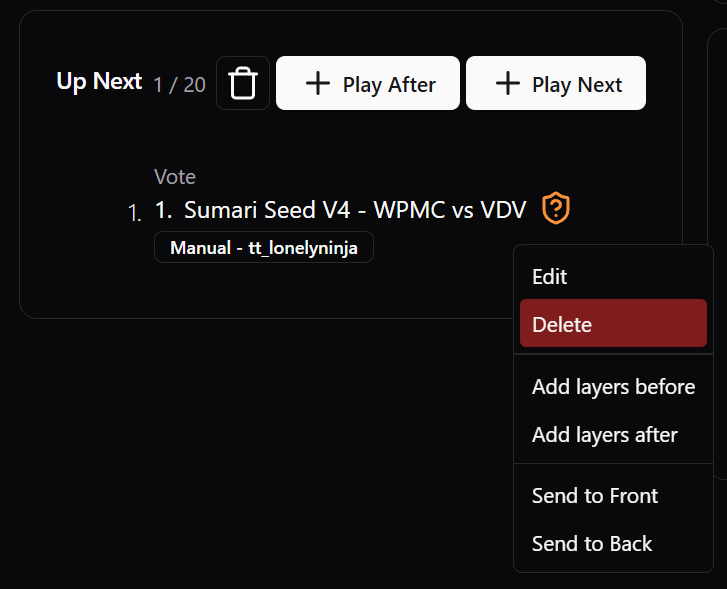 Up Next 1 / 20 Play After Play Next
Vote
1. 1. Sumari Seed V4 - WPMC vs VDV ?
Manual - tt_lonelyninja
Edit
Delete
Add layers before
Add layers after
Send to Front
Send to Back